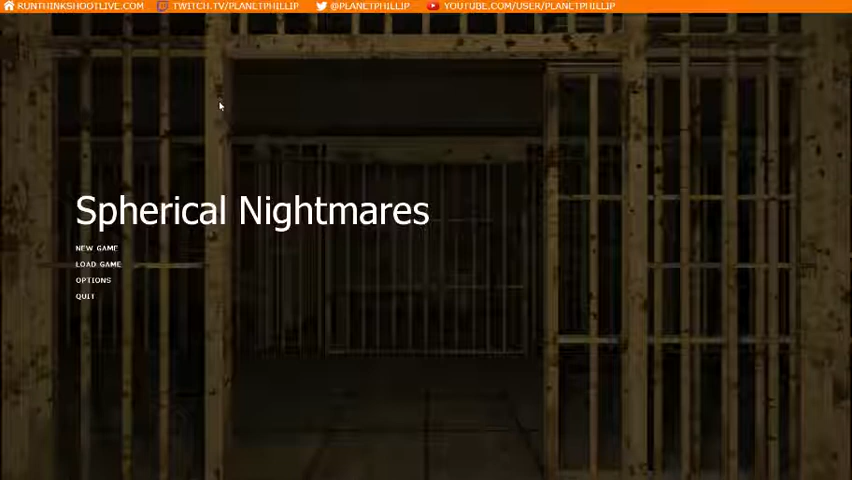 RUNTHINKSHOOTLIVE.COM TWITCH.TV/PLANETPHILLIP @PLANETPHILLIP YOUTUBE.COM/USER/PLANETPHILLIP
Spherical Nightmares
NEW GAME
LOAD GAME
OPTIONS
QUIT